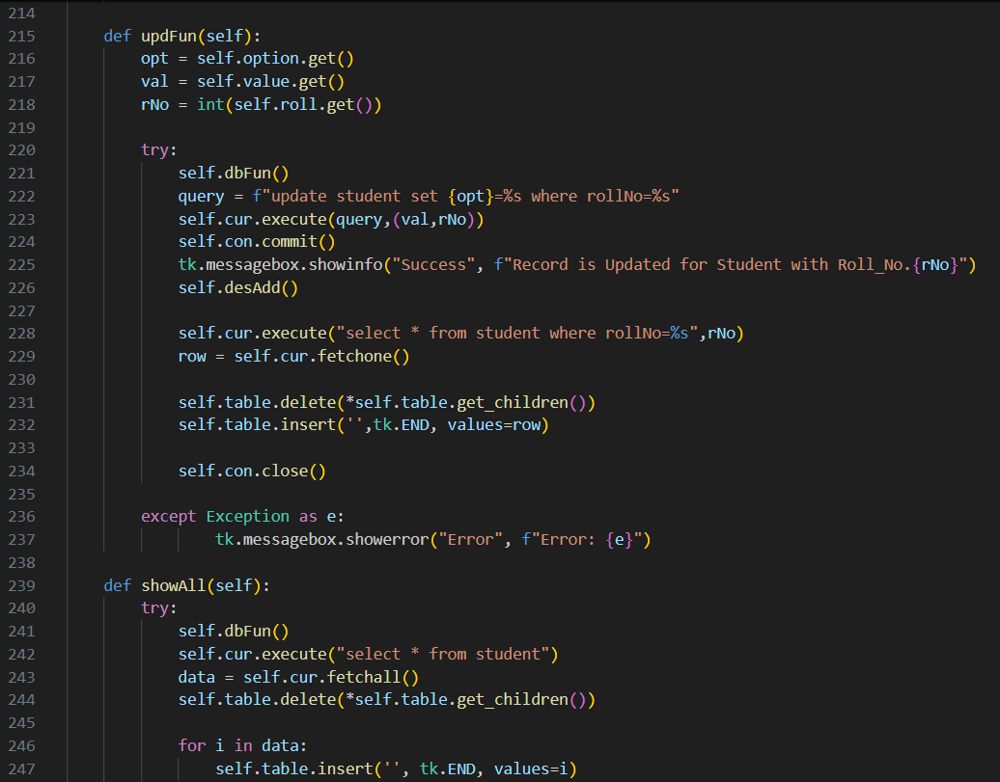 214
215 def updFun(self):
216 opt = self.option.get()
217 val = self.value.get()
218 rNo = int(self.roll.get())
219
220 try:
221 self.dbFun()
222 query = f"update student set {opt}=%s where rollNo=%s"
223 self.cur.execute(query,(val,rNo))
224 self.con.commit()
225 tk.messagebox.showinfo("Success", f"Record is Updated for Student with Roll_No.{rNo}")
226 self.desAdd()
227
228 self.cur.execute("select * from student where rollNo=%s",rNo)
229 row = self.cur.fetchone()
230
231 self.table.delete(*self.table.get_children())
232 self.table.insert('',tk.END, values=row)
233
234 self.con.close()
235
236 except Exception as e:
237 tk.messagebox.showerror("Error", f"Error: {e}")
238
239 def showAll(self):
240 try:
241 self.dbFun()
242 self.cur.execute("select * from student")
243 data = self.cur.fetchall()
244 self.table.delete(*self.table.get_children())
245
246 for i in data:
247 self.table.insert('', tk.END, values=i)